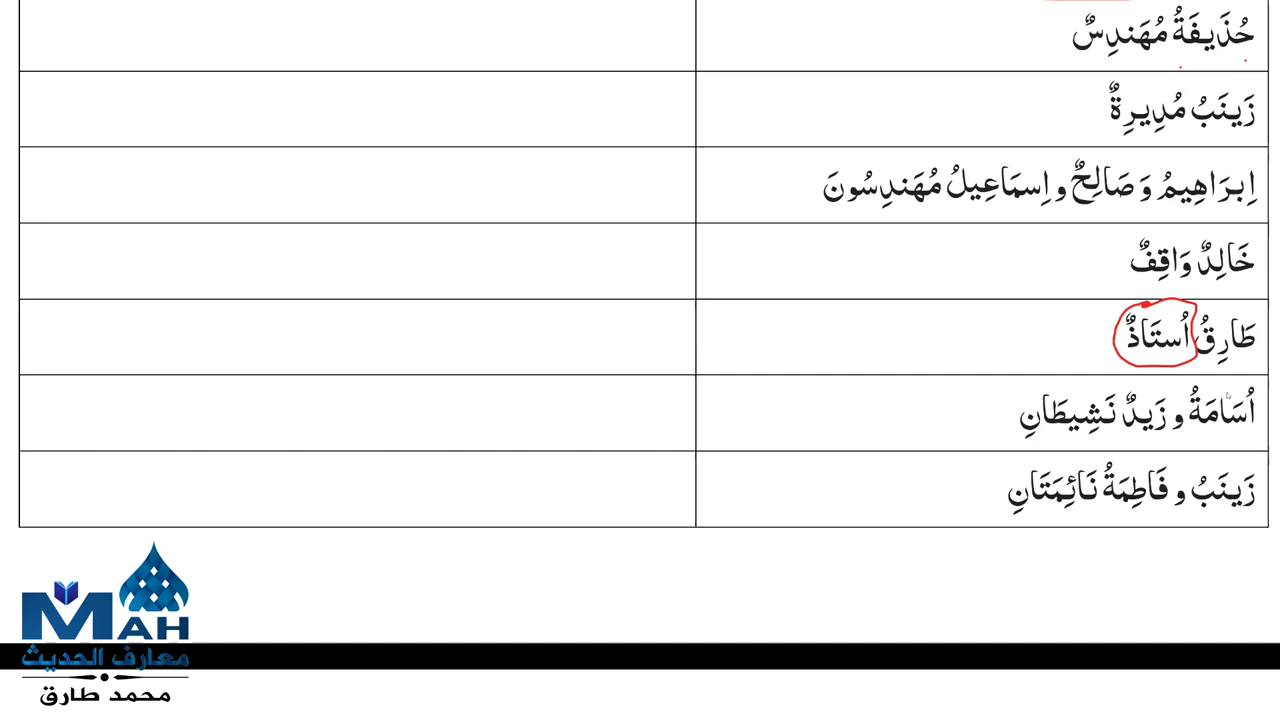 حُذَيفَةُ مُهَندِسٌ
زَينَبُ مُدِيرِةٌ
اِبرَاهِيمُ وَ صَالِحٌ و اِسمَاعِيلُ مُهَندِسُونَ
خَالِدٌ وَاقِفٌ
طَارِقُ اُستَاذٌ
اُسَامَةُ و زَيدٌ نَشِيطَانِ
زَينَبُ و فَاطِمَةُ نَائِمَتَانِ
MAH
معارف الحديث
محمد طارق